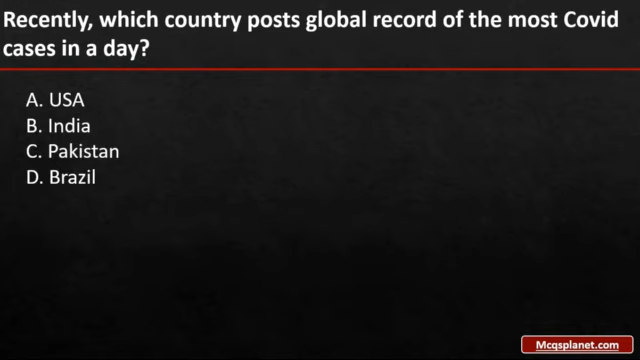 Recently, which country posts global record of the most Covid
cases in a day?
A. USA
B. India
C. Pakistan
D. Brazil
Mcqsplanet.com